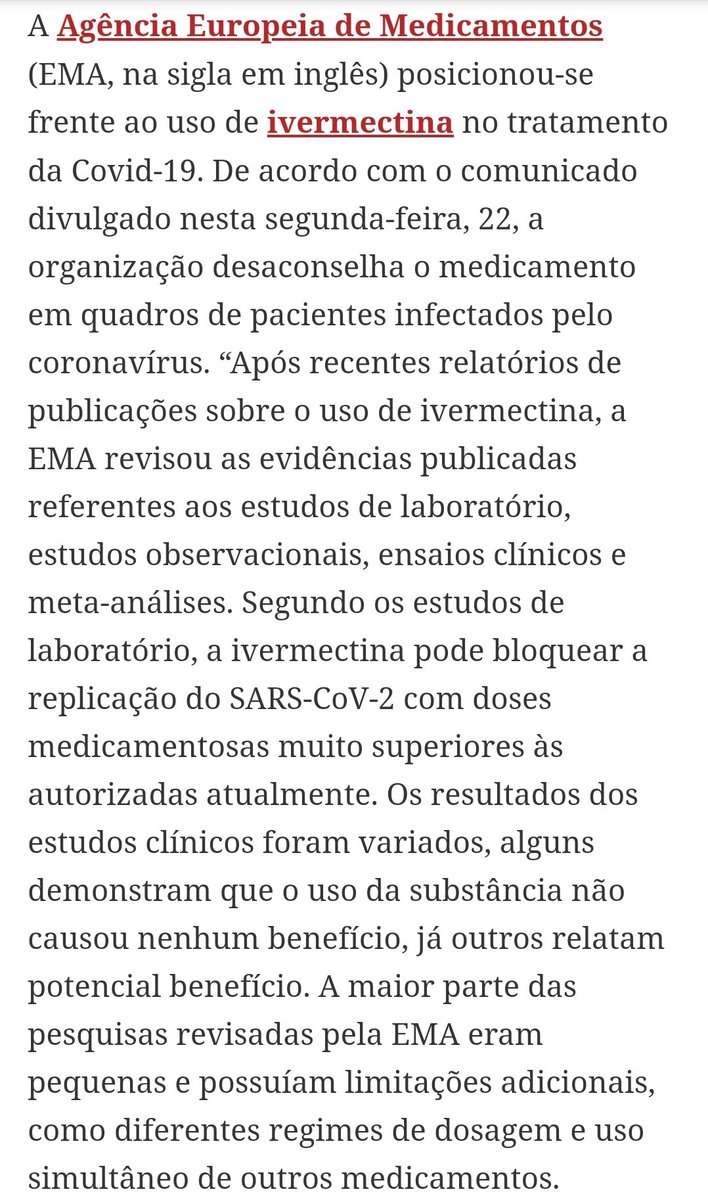 A Agência Europeia de Medicamentos
(EMA, na sigla em inglês) posicionou-se
frente ao uso de ivermectina no tratamento
da Covid-19. De acordo com o comunicado
divulgado nesta segunda-feira, 22, a
organização desaconselha o medicamento
em quadros de pacientes infectados pelo
coronavírus. “Após recentes relatórios de
publicações sobre o uso de ivermectina, a
EMA revisou as evidências publicadas
referentes aos estudos de laboratório,
estudos observacionais, ensaios clínicos e
meta-análises. Segundo os estudos de
laboratório, a ivermectina pode bloquear a
replicação do SARS-CoV-2 com doses
medicamentosas muito superiores às
autorizadas atualmente. Os resultados dos
estudos clínicos foram variados, alguns
demonstram que o uso da substância não
causou nenhum benefício, já outros relatam
potencial benefício. A maior parte das
pesquisas revisadas pela EMA eram
pequenas e possuíam limitações adicionais,
como diferentes regimes de dosagem e uso
simultâneo de outros medicamentos.